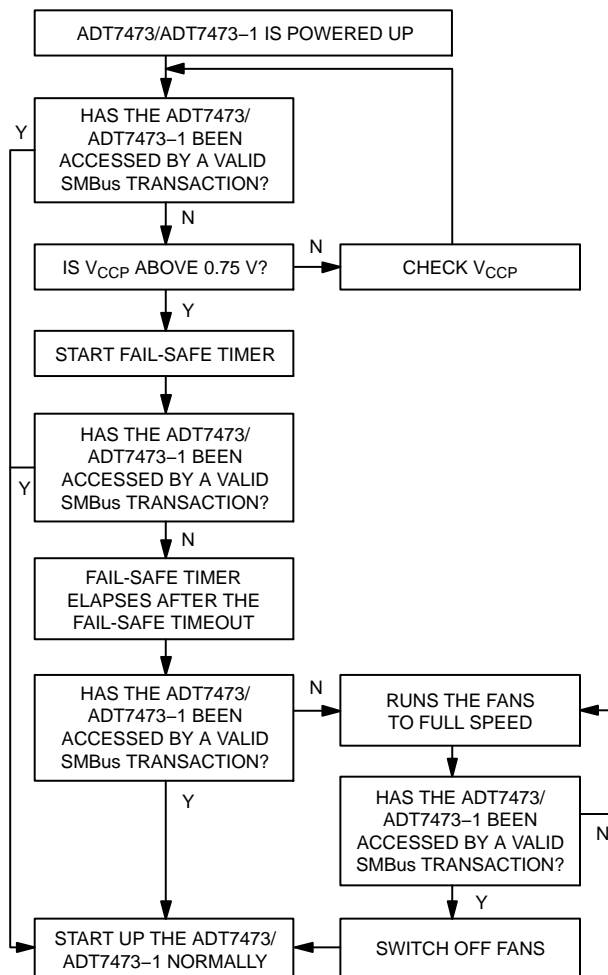 ADT7473/ADT7473–1 IS POWERED UP
HAS THE ADT7473/
ADT7473–1 BEEN
ACCESSED BY A VALID
SMBus TRANSACTION?
Y
N
IS VCCP ABOVE 0.75 V?
N
CHECK VCCP
Y
START FAIL-SAFE TIMER
HAS THE ADT7473/
ADT7473–1 BEEN
ACCESSED BY A VALID
SMBus TRANSACTION?
Y
N
FAIL-SAFE TIMER
ELAPSES AFTER THE
FAIL-SAFE TIMEOUT
HAS THE ADT7473/
ADT7473–1 BEEN
ACCESSED BY A VALID
SMBus TRANSACTION?
N
RUNS THE FANS
TO FULL SPEED
Y
HAS THE ADT7473/
ADT7473–1 BEEN
ACCESSED BY A VALID
SMBus TRANSACTION?
N
Y
START UP THE ADT7473/
ADT7473–1 NORMALLY
SWITCH OFF FANS